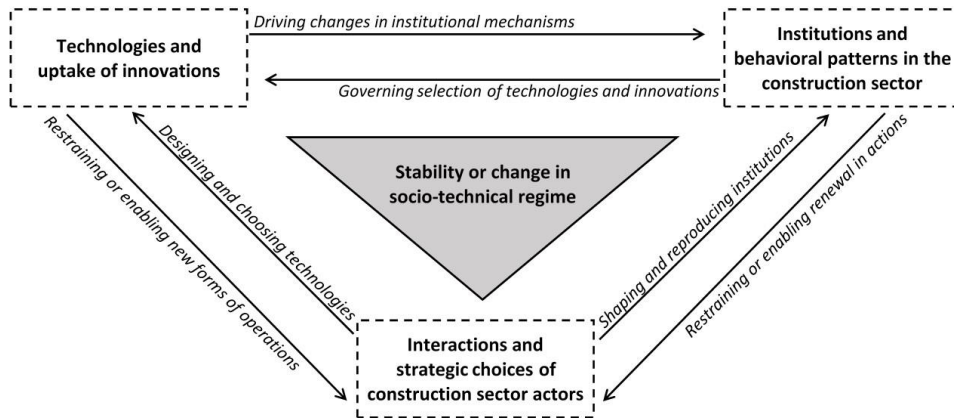 Driving changes in institutional mechanisms
Technologies and
uptake of innovations
Institutions and
behavioral patterns in the
construction sector
Governing selection of technologies and innovations
Restraining or enabling new forms of operations
Designing and choosing technologies
Stability or change in
socio-technical regime
Shaping and reproducing institutions
Restraining or enabling renewal in actions
Interactions and
strategic choices of
construction sector actors